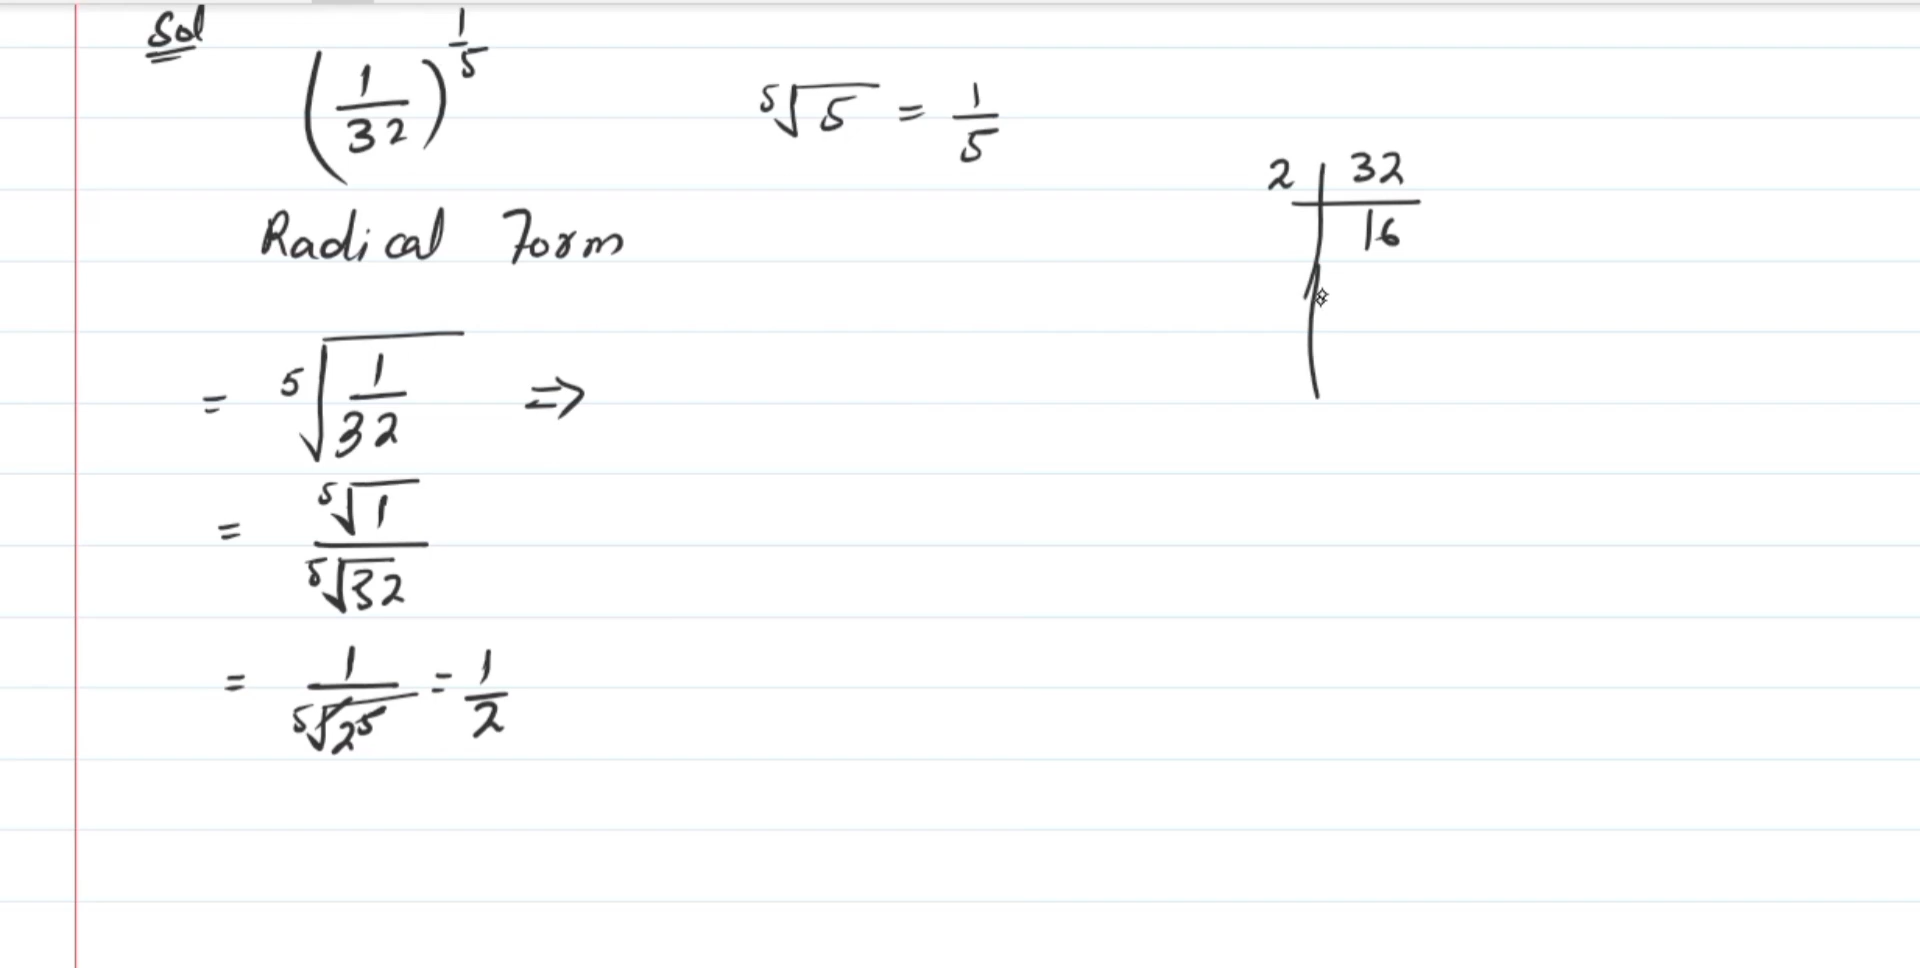 Sol
(1/32)^(1/5)
⁵√5 = 1/5
2 | 32
16
Radical Form
= ⁵√(1/32) ⇒
= ⁵√1 / ⁵√32
= 1 / ⁵√2⁵ = 1/2